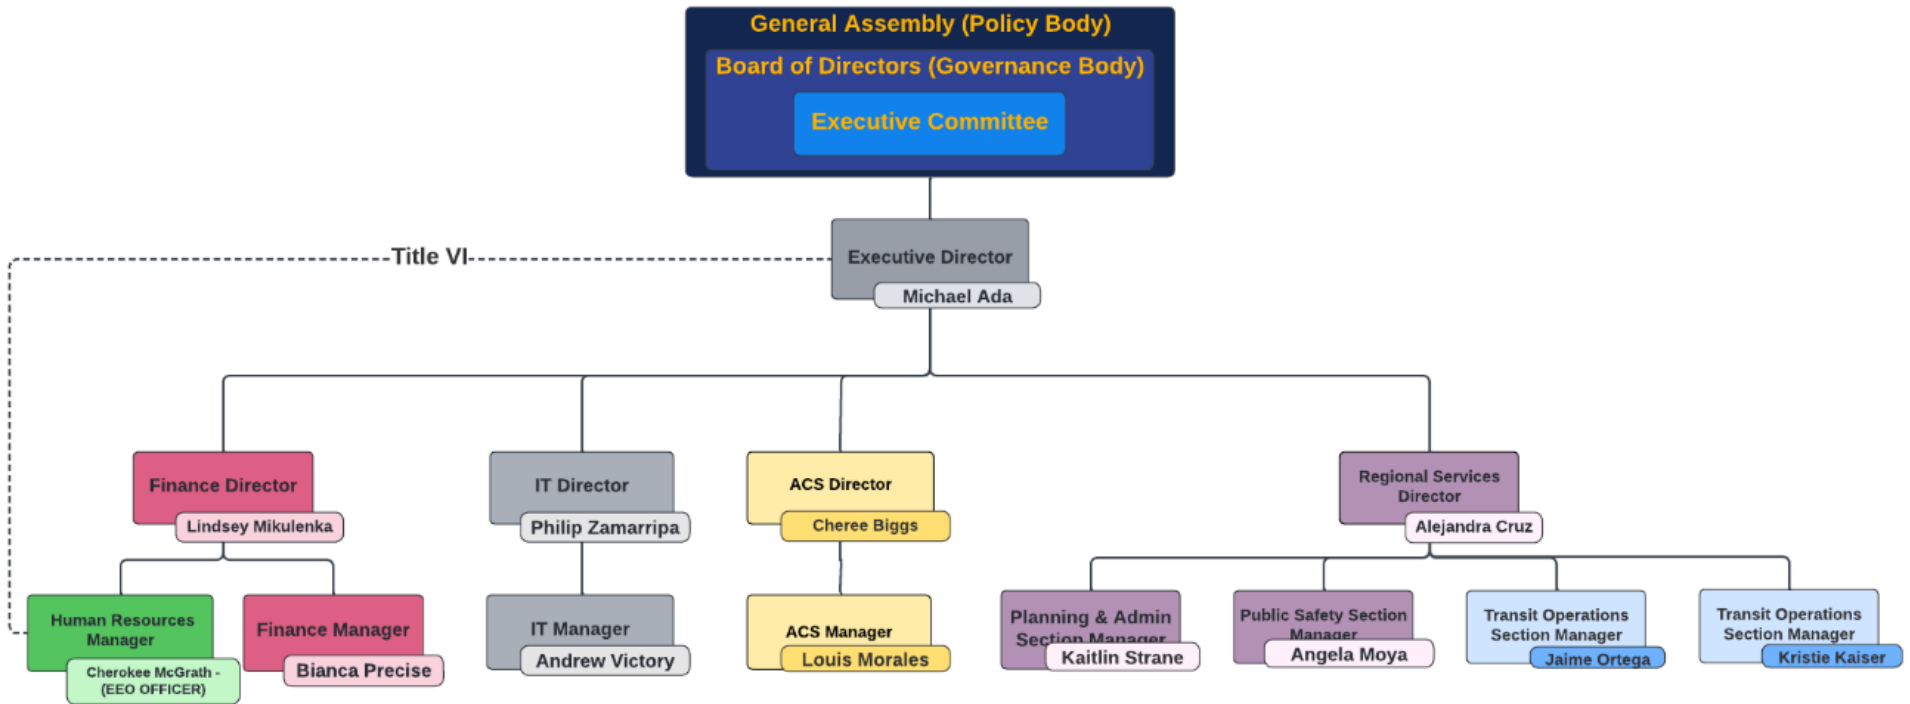 General Assembly (Policy Body)
Board of Directors (Governance Body)
Executive Committee
Title VI
Executive Director
Michael Ada
Finance Director
Lindsey Mikulenka
IT Director
Philip Zamarripa
ACS Director
Cheree Biggs
Regional Services
Director
Alejandra Cruz
Human Resources
Manager
Cherokee McGrath -
(EEO OFFICER)
Finance Manager
Bianca Precise
IT Manager
Andrew Victory
ACS Manager
Louis Morales
Planning & Admin
Section Manager
Kaitlin Strane
Public Safety Section
Manager
Angela Moya
Transit Operations
Section Manager
Jaime Ortega
Transit Operations
Section Manager
Kristie Kaiser